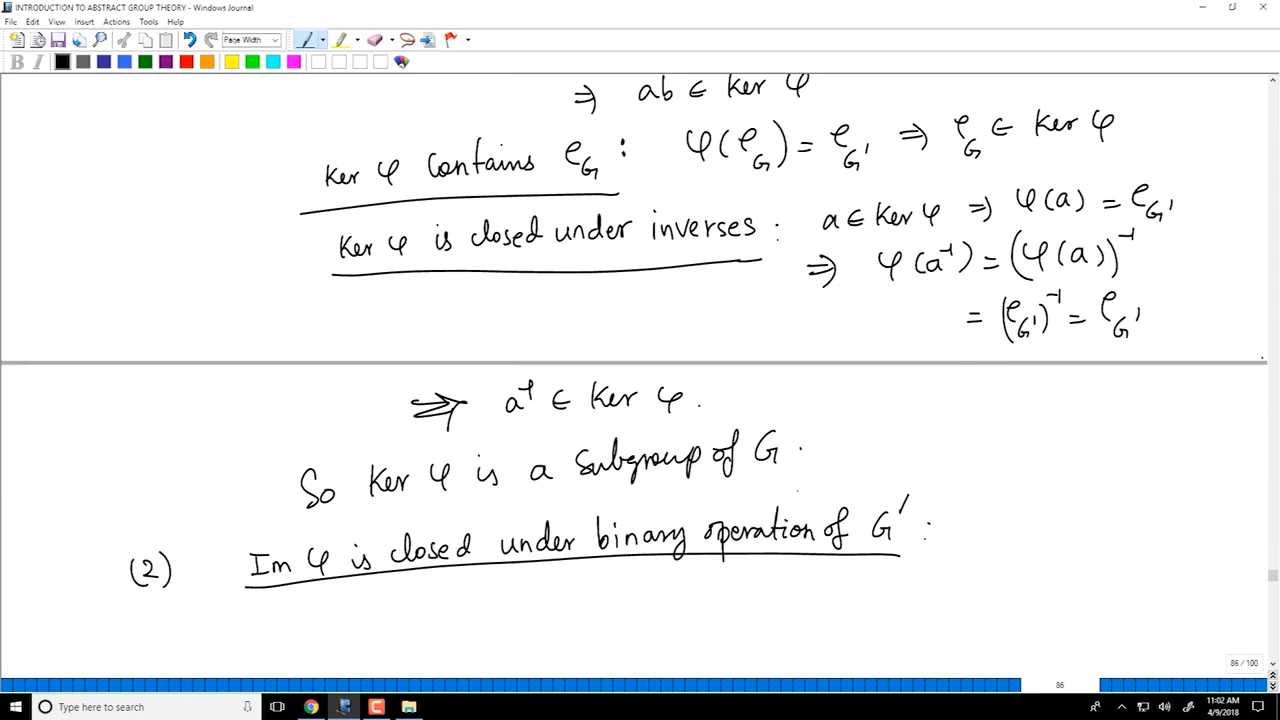 INTRODUCTION TO ABSTRACT GROUP THEORY - Windows Journal
File Edit View Insert Actions Tools Help
Page Width
B I
⇒ ab ∈ Ker φ
Ker φ contains e_G : φ(e_G) = e_G' ⇒ e_G ∈ Ker φ
Ker φ is closed under inverses : a ∈ Ker φ ⇒ φ(a) = e_G'
⇒ φ(a⁻¹) = (φ(a))⁻¹
= (e_G')⁻¹ = e_G'
⇒ a⁻¹ ∈ Ker φ.
So Ker φ is a subgroup of G.
(2) Im φ is closed under binary operation of G' :
86 / 100
86
Type here to search
11:02 AM
4/9/2018